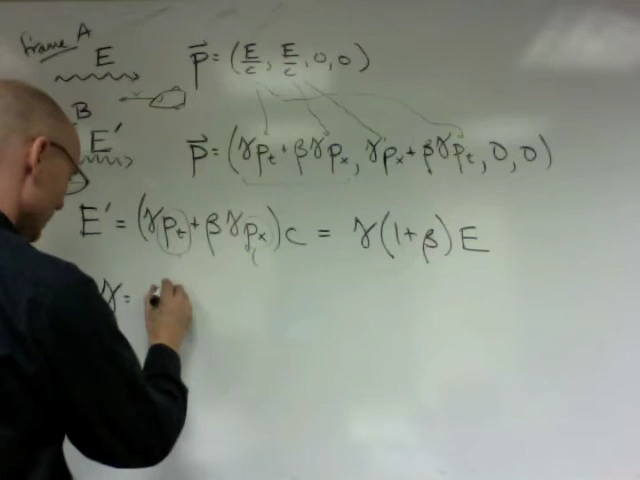 frame A
E p⃗ = (E/c, E/c, 0, 0)
B
E' p⃗ = (γp_t + βγp_x, γp_x + βγp_t, 0, 0)
E' = (γp_t + βγp_x)c = γ(1+β)E
γ =